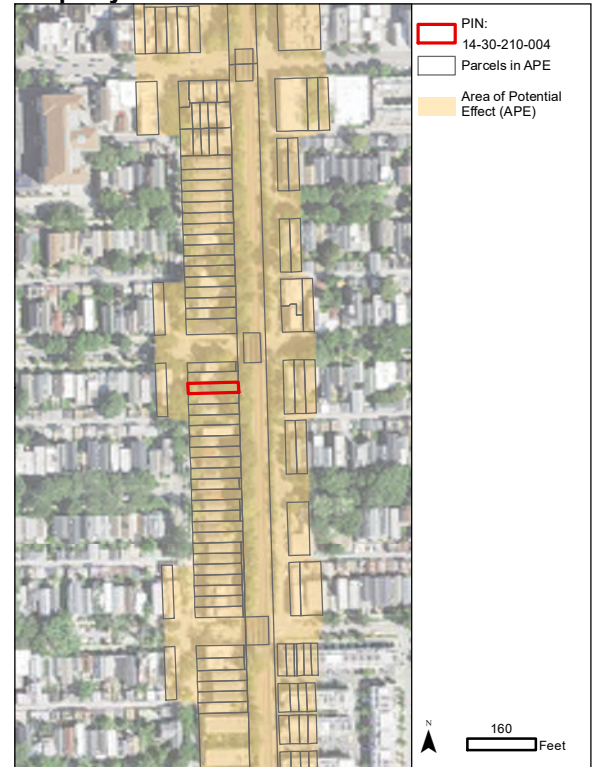 PIN:
14-30-210-004
Parcels in APE
Area of Potential
Effect (APE)
N
160
Feet